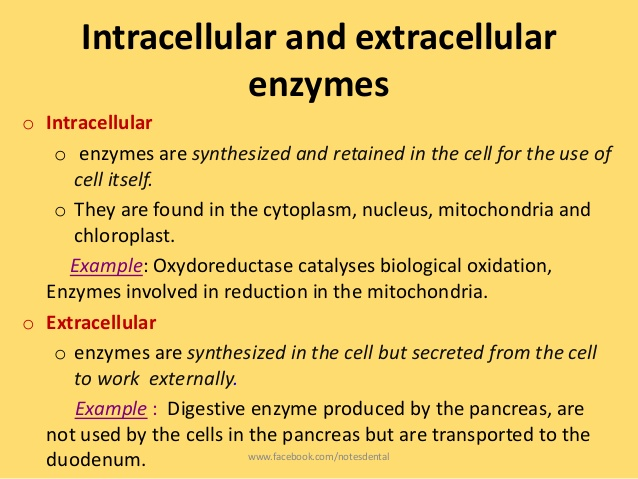 Intracellular and extracellular
enzymes
o Intracellular
o enzymes are synthesized and retained in the cell for the use of
cell itself.
o They are found in the cytoplasm, nucleus, mitochondria and
chloroplast.
Example: Oxydoreductase catalyses biological oxidation,
Enzymes involved in reduction in the mitochondria.
o Extracellular
o enzymes are synthesized in the cell but secreted from the cell
to work externally.
Example : Digestive enzyme produced by the pancreas, are
not used by the cells in the pancreas but are transported to the
duodenum.
www.facebook.com/notesdental